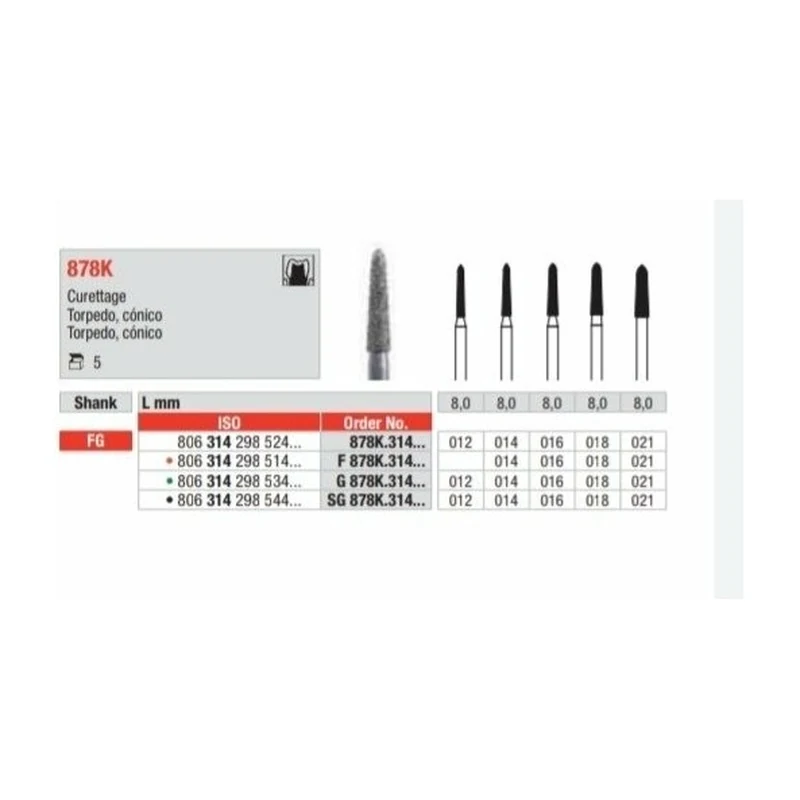 878K
Curettage
Torpedo, cónico
Torpedo, cónico
5
Shank L mm 8,0 8,0 8,0 8,0 8,0
ISO Order No.
FG 806 314 298 524... 878K.314... 012 014 016 018 021
• 806 314 298 514... F 878K.314... 014 016 018 021
• 806 314 298 534... G 878K.314... 012 014 016 018 021
• 806 314 298 544... SG 878K.314... 012 014 016 018 021